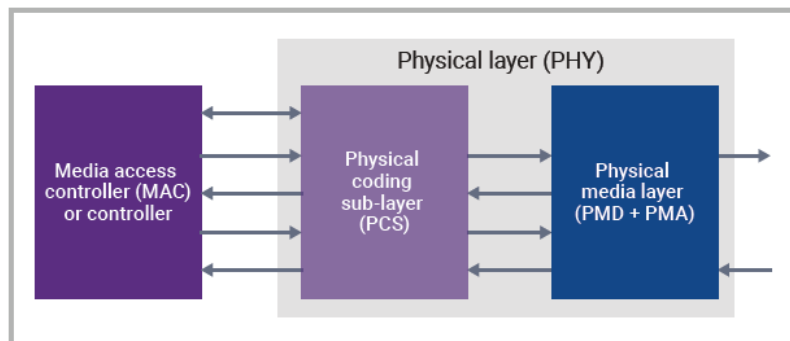 Physical layer (PHY)
Media access
controller (MAC)
or controller
Physical
coding
sub-layer
(PCS)
Physical
media layer
(PMD + PMA)